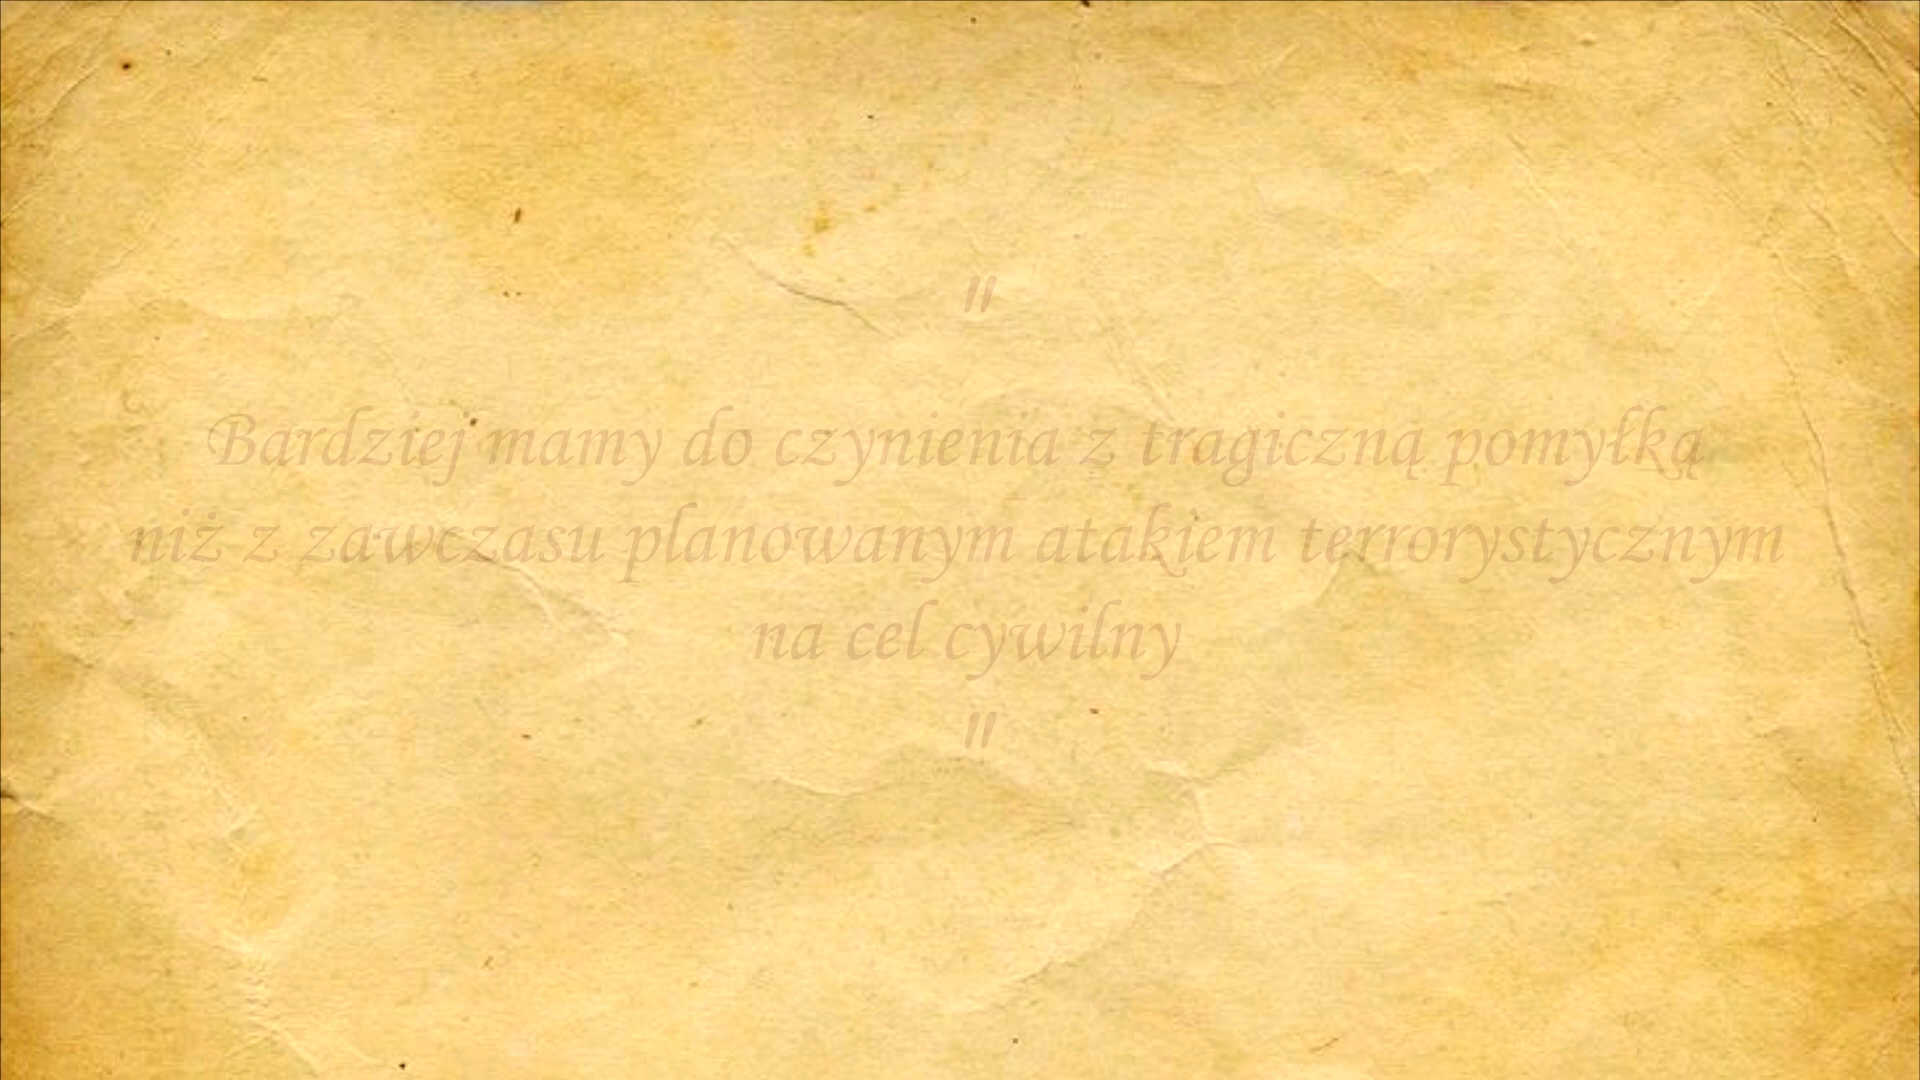 "
Bardziej mamy do czynienia z tragiczną pomyłką
niż z zawczasu planowanym atakiem terrorystycznym
na cel cywilny
"